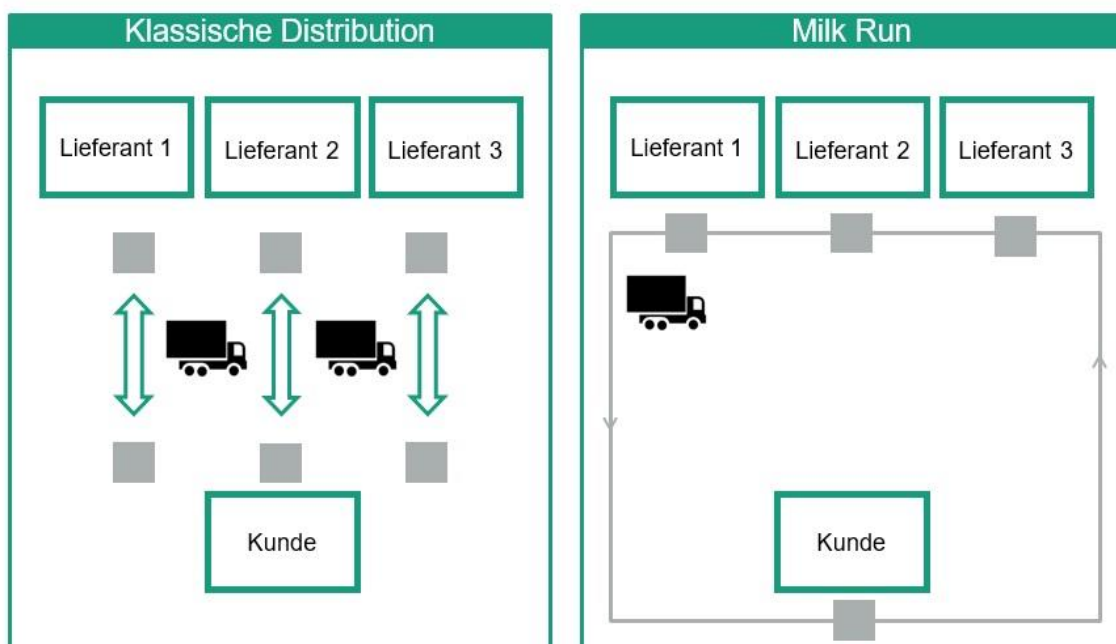 Klassische Distribution
Lieferant 1
Lieferant 2
Lieferant 3
Kunde
Milk Run
Lieferant 1
Lieferant 2
Lieferant 3
Kunde